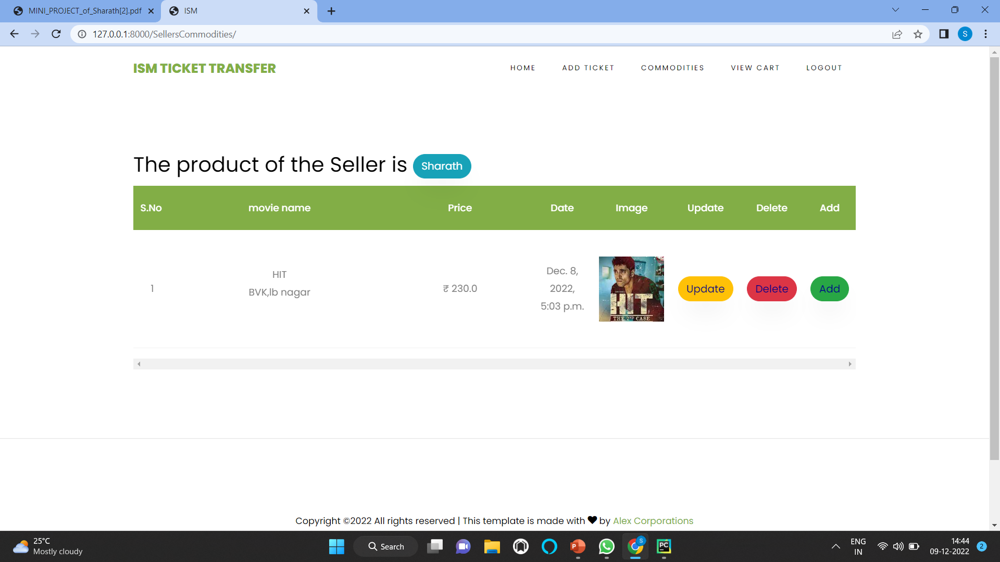 MINI_PROJECT_of_Sharath[2].pdf
ISM
127.0.0.1:8000/SellersCommodities/
S
ISM TICKET TRANSFER
HOME ADD TICKET COMMODITIES VIEW CART LOGOUT
The product of the Seller is Sharath
S.No movie name Price Date Image Update Delete Add
1
HIT
BVK,lb nagar
₹ 230.0
Dec. 8,
2022,
5:03 p.m.
HIT
THE 2ND CASE
Update Delete Add
Copyright ©2022 All rights reserved | This template is made with ♥ by Alex Corporations
25°C
Mostly cloudy
Search
P
S
PC
ENG
IN
14:44
09-12-2022
2